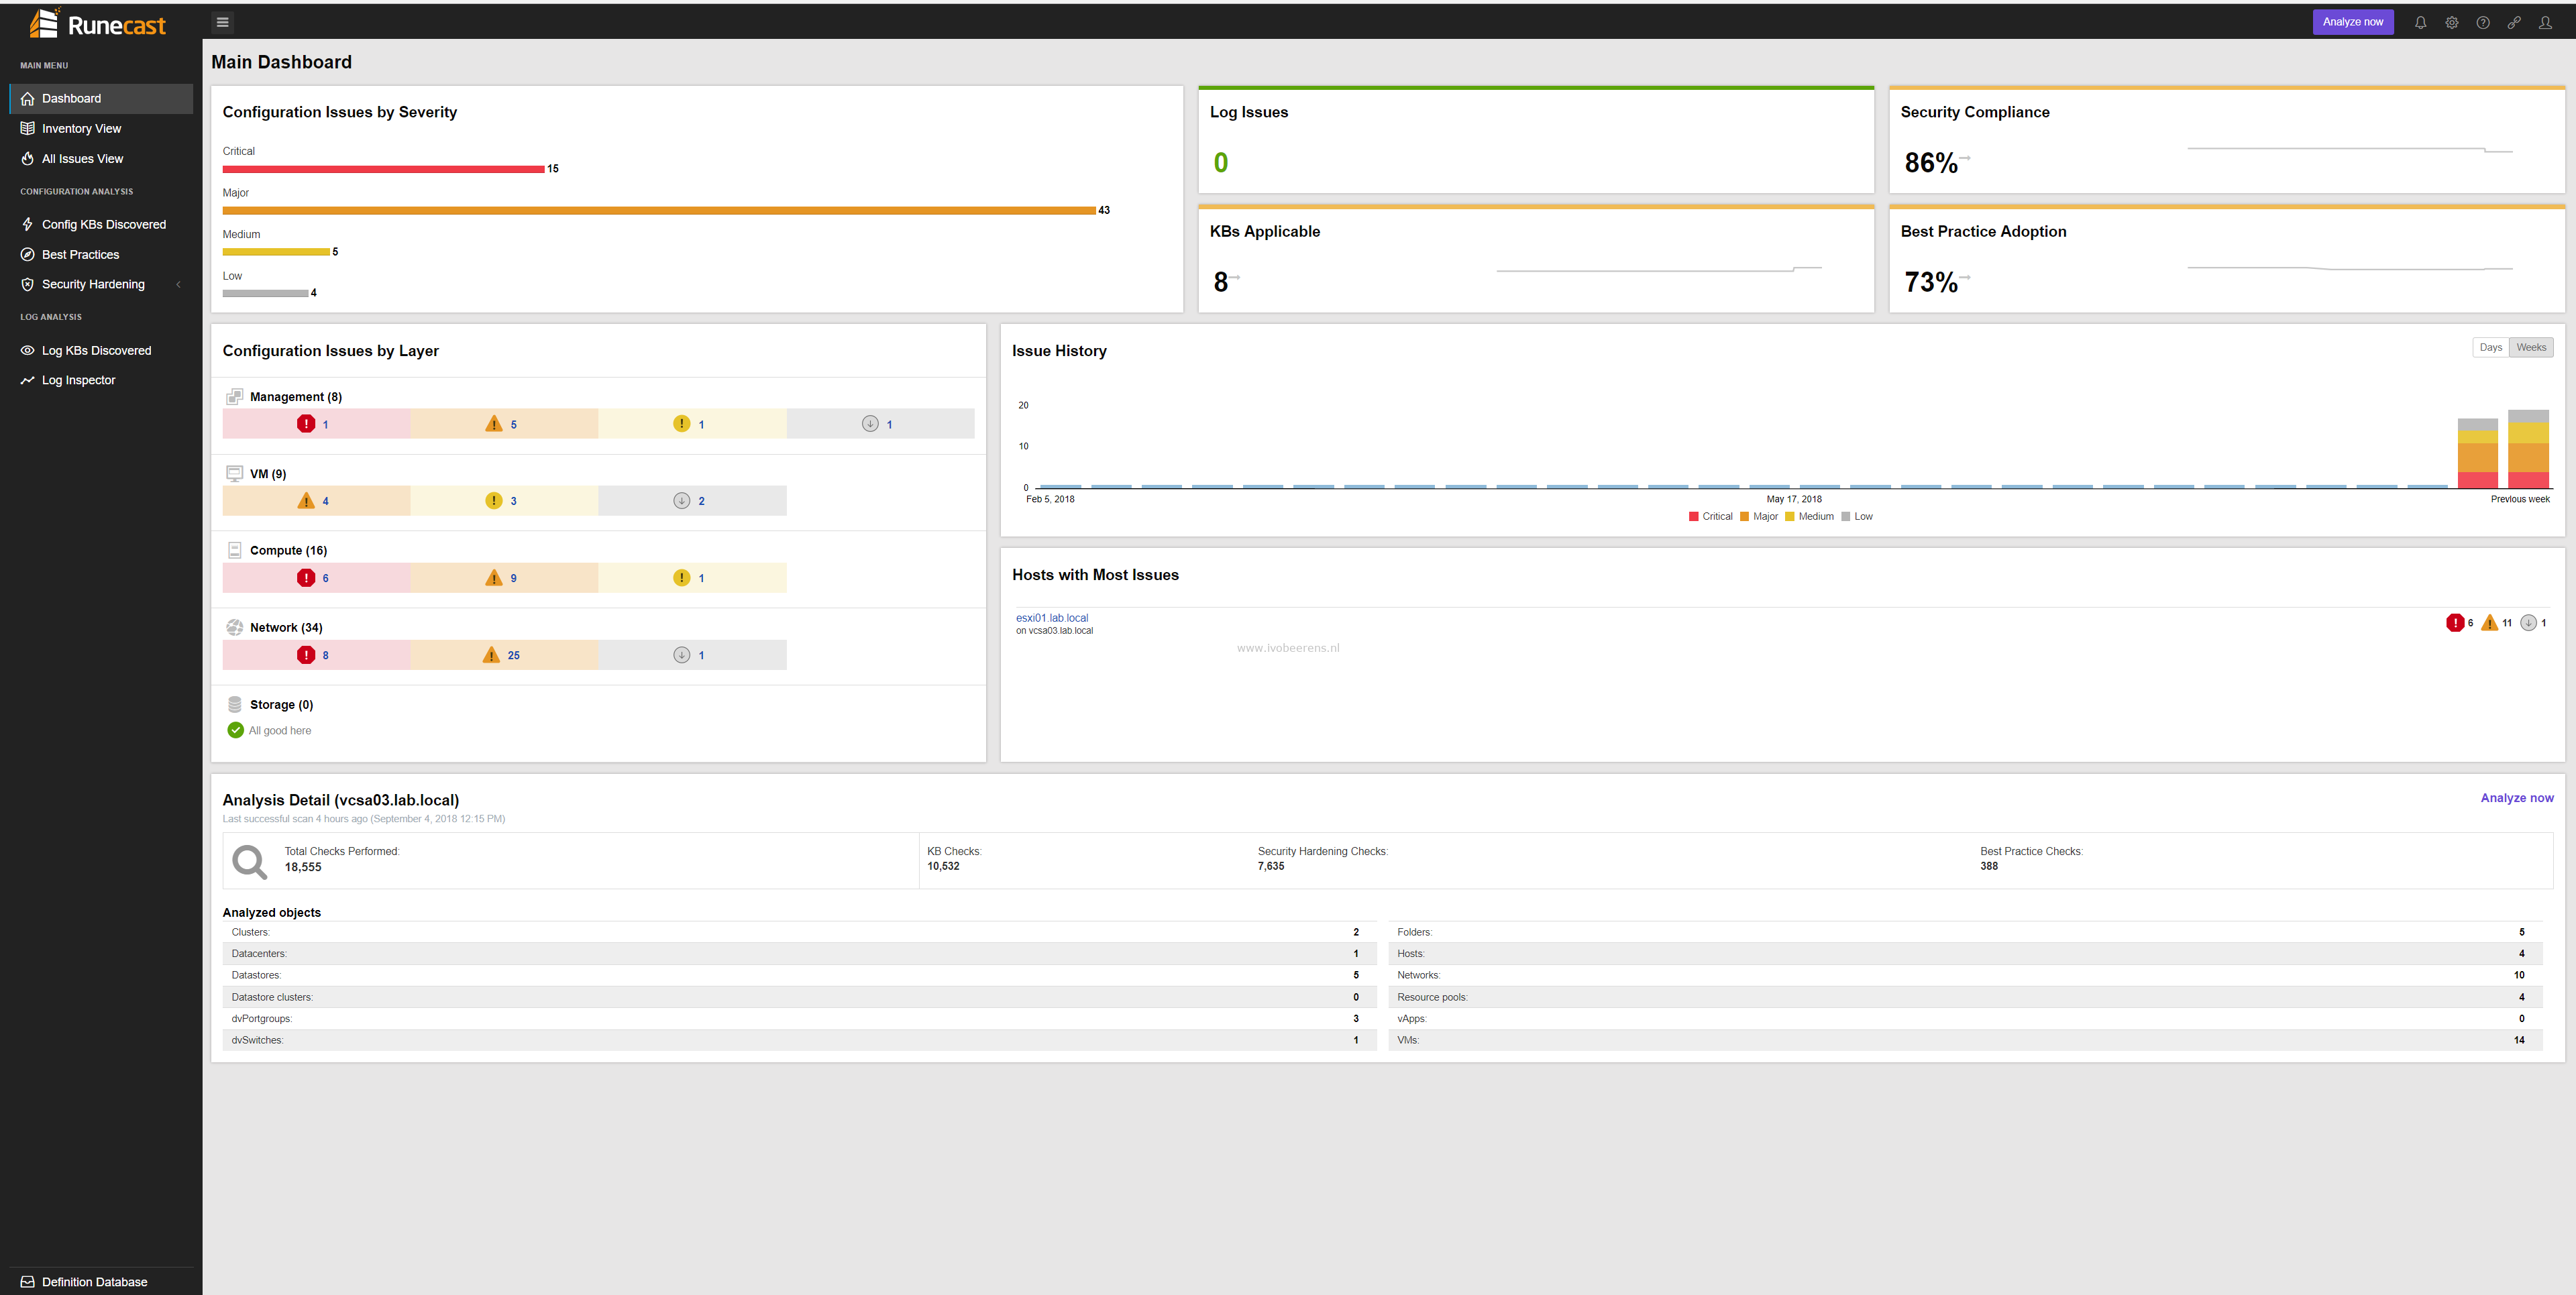 Runecast
Analyze now
MAIN MENU
Dashboard
Inventory View
All Issues View
CONFIGURATION ANALYSIS
Config KBs Discovered
Best Practices
Security Hardening
LOG ANALYSIS
Log KBs Discovered
Log Inspector
Definition Database
Main Dashboard
Configuration Issues by Severity
Critical
15
Major
43
Medium
5
Low
4
Log Issues
0
Security Compliance
86%
KBs Applicable
8
Best Practice Adoption
73%
Configuration Issues by Layer
Management (8)
1 5 1 1
VM (9)
4 3 2
Compute (16)
6 9 1
Network (34)
8 25 1
Storage (0)
All good here
Issue History
Days Weeks
20
10
0
Feb 5, 2018 May 17, 2018 Previous week
Critical Major Medium Low
Hosts with Most Issues
esxi01.lab.local
on vcsa03.lab.local
6 11 1
www.ivobeerens.nl
Analysis Detail (vcsa03.lab.local)
Analyze now
Last successful scan 4 hours ago (September 4, 2018 12:15 PM)
Total Checks Performed:
18,555
KB Checks:
10,532
Security Hardening Checks:
7,635
Best Practice Checks:
388
Analyzed objects
Clusters: 2
Datacenters: 1
Datastores: 5
Datastore clusters: 0
dvPortgroups: 3
dvSwitches: 1
Folders: 5
Hosts: 4
Networks: 10
Resource pools: 4
vApps: 0
VMs: 14